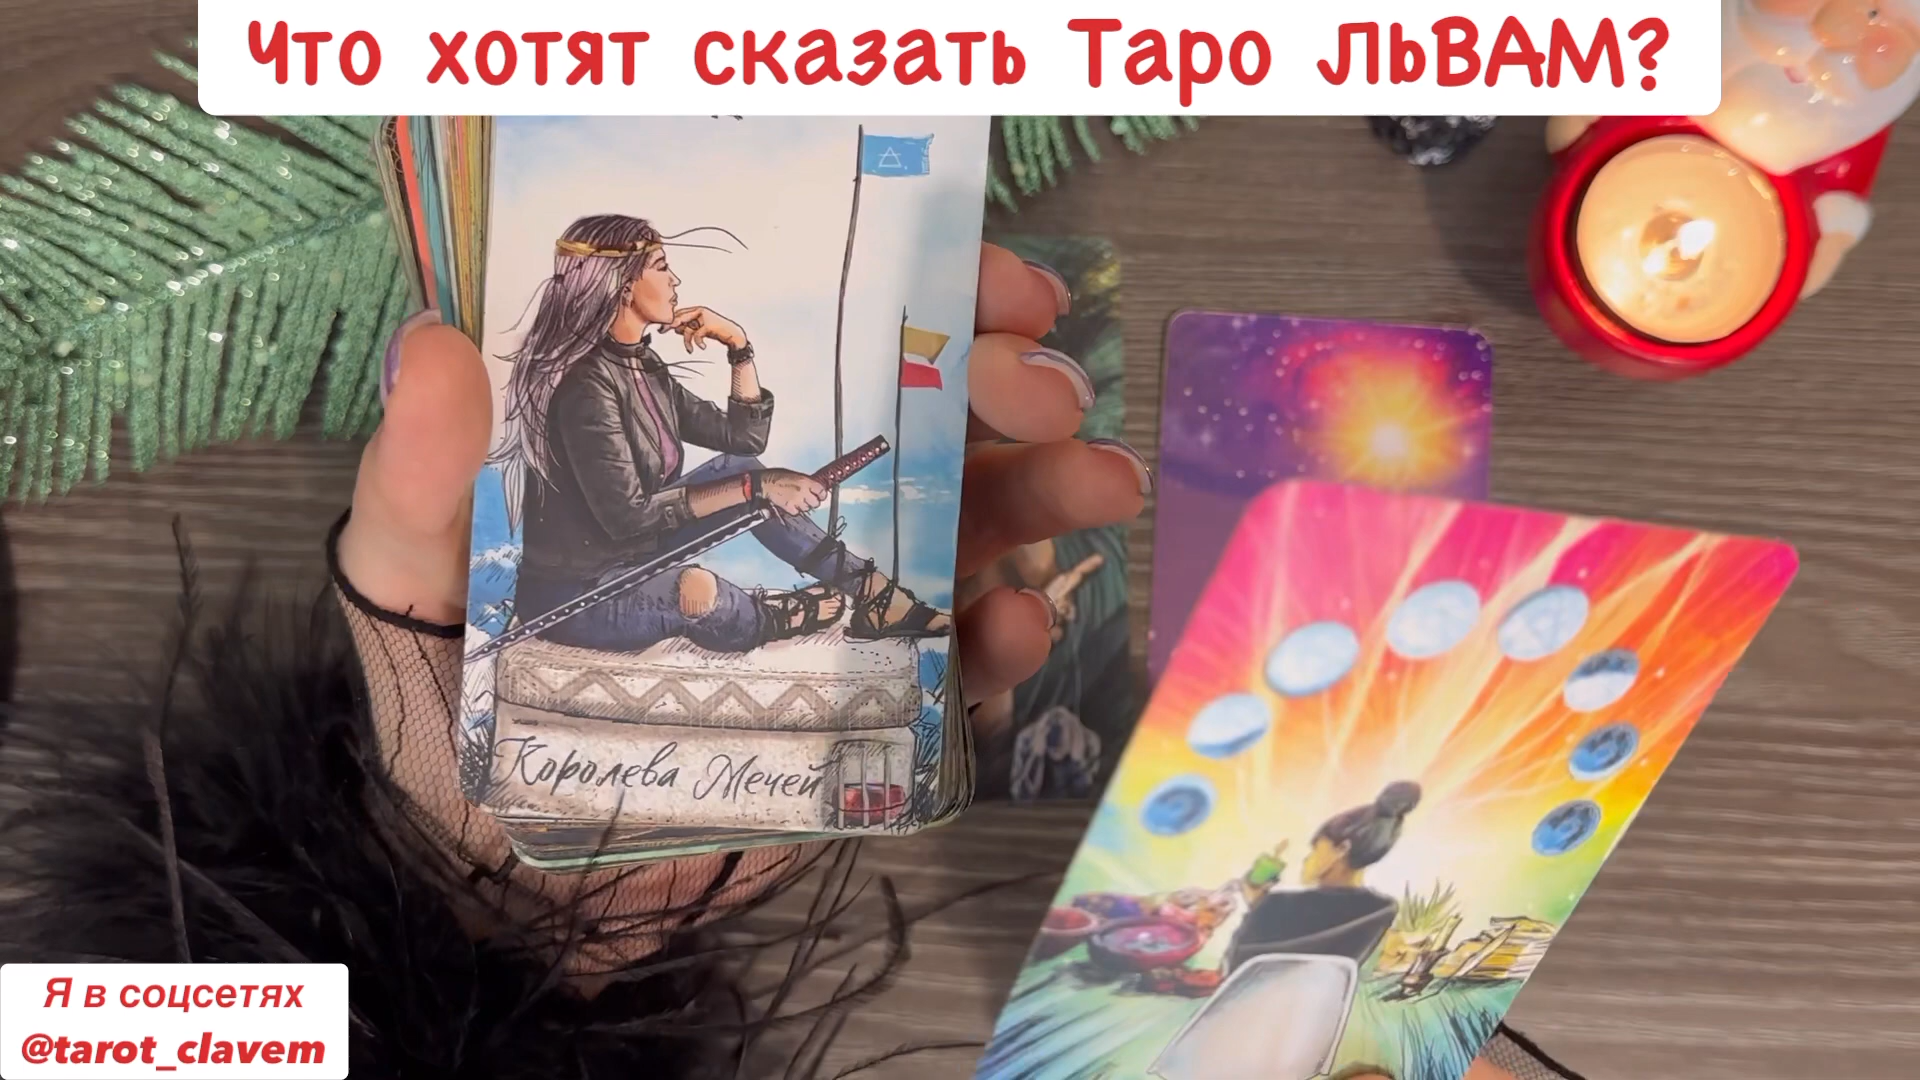 Что хотят сказать Таро ЛЬВАМ?
Королева Мечей
Я в соцсетях
@tarot_clavem